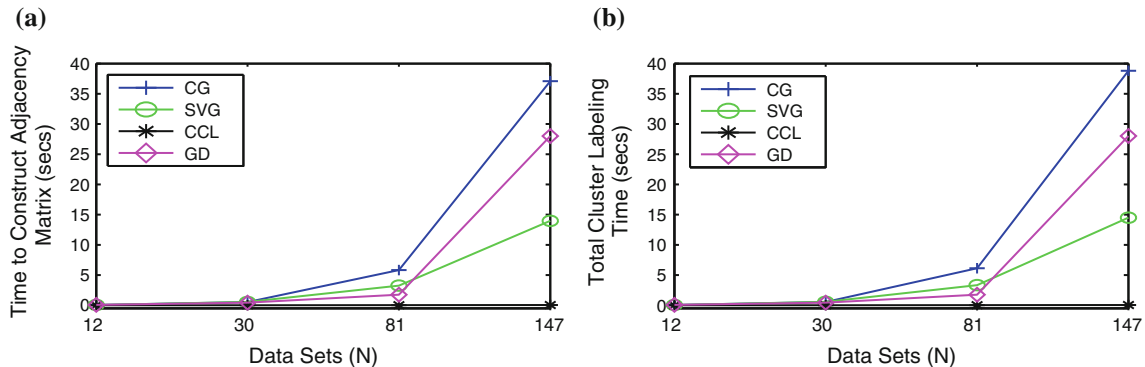 (a)
Time to Construct Adjacency
Matrix (secs)
40
35
30
25
20
15
10
5
0
12
30
81
147
Data Sets (N)
CG
SVG
CCL
GD
(b)
Total Cluster Labeling
Time (secs)
40
35
30
25
20
15
10
5
0
12
30
81
147
Data Sets (N)
CG
SVG
CCL
GD